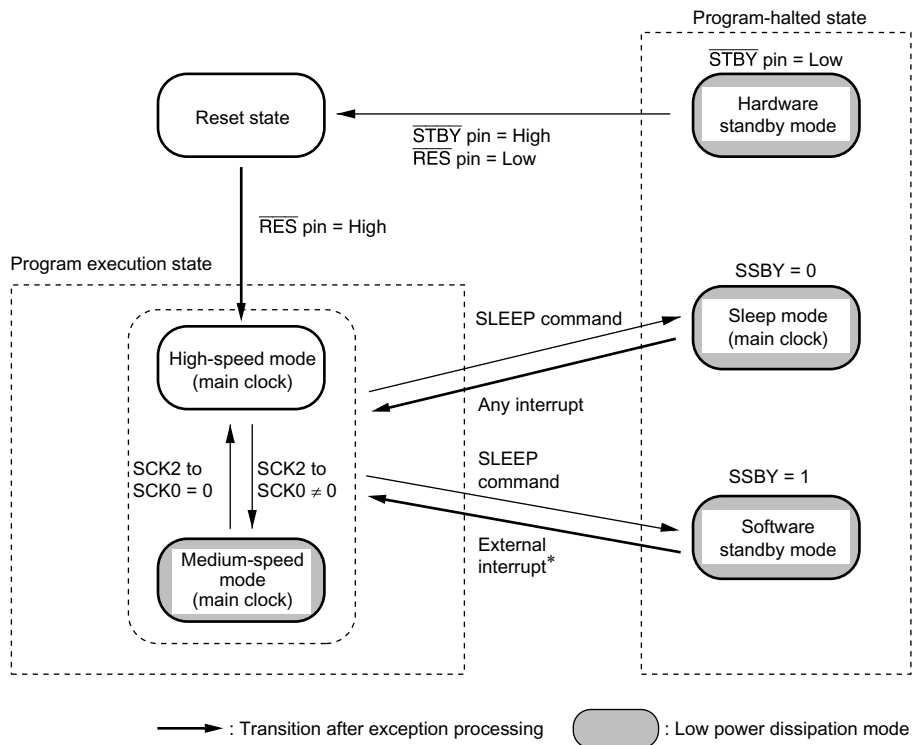 Program-halted state
STBY pin = Low
Hardware
standby mode
Reset state
STBY pin = High
RES pin = Low
RES pin = High
Program execution state
SSBY = 0
Sleep mode
(main clock)
SLEEP command
High-speed mode
(main clock)
Any interrupt
SCK2 to
SCK0 = 0
SCK2 to
SCK0 ≠ 0
SLEEP
command
SSBY = 1
Software
standby mode
External
interrupt*
Medium-speed
mode
(main clock)
: Transition after exception processing
: Low power dissipation mode